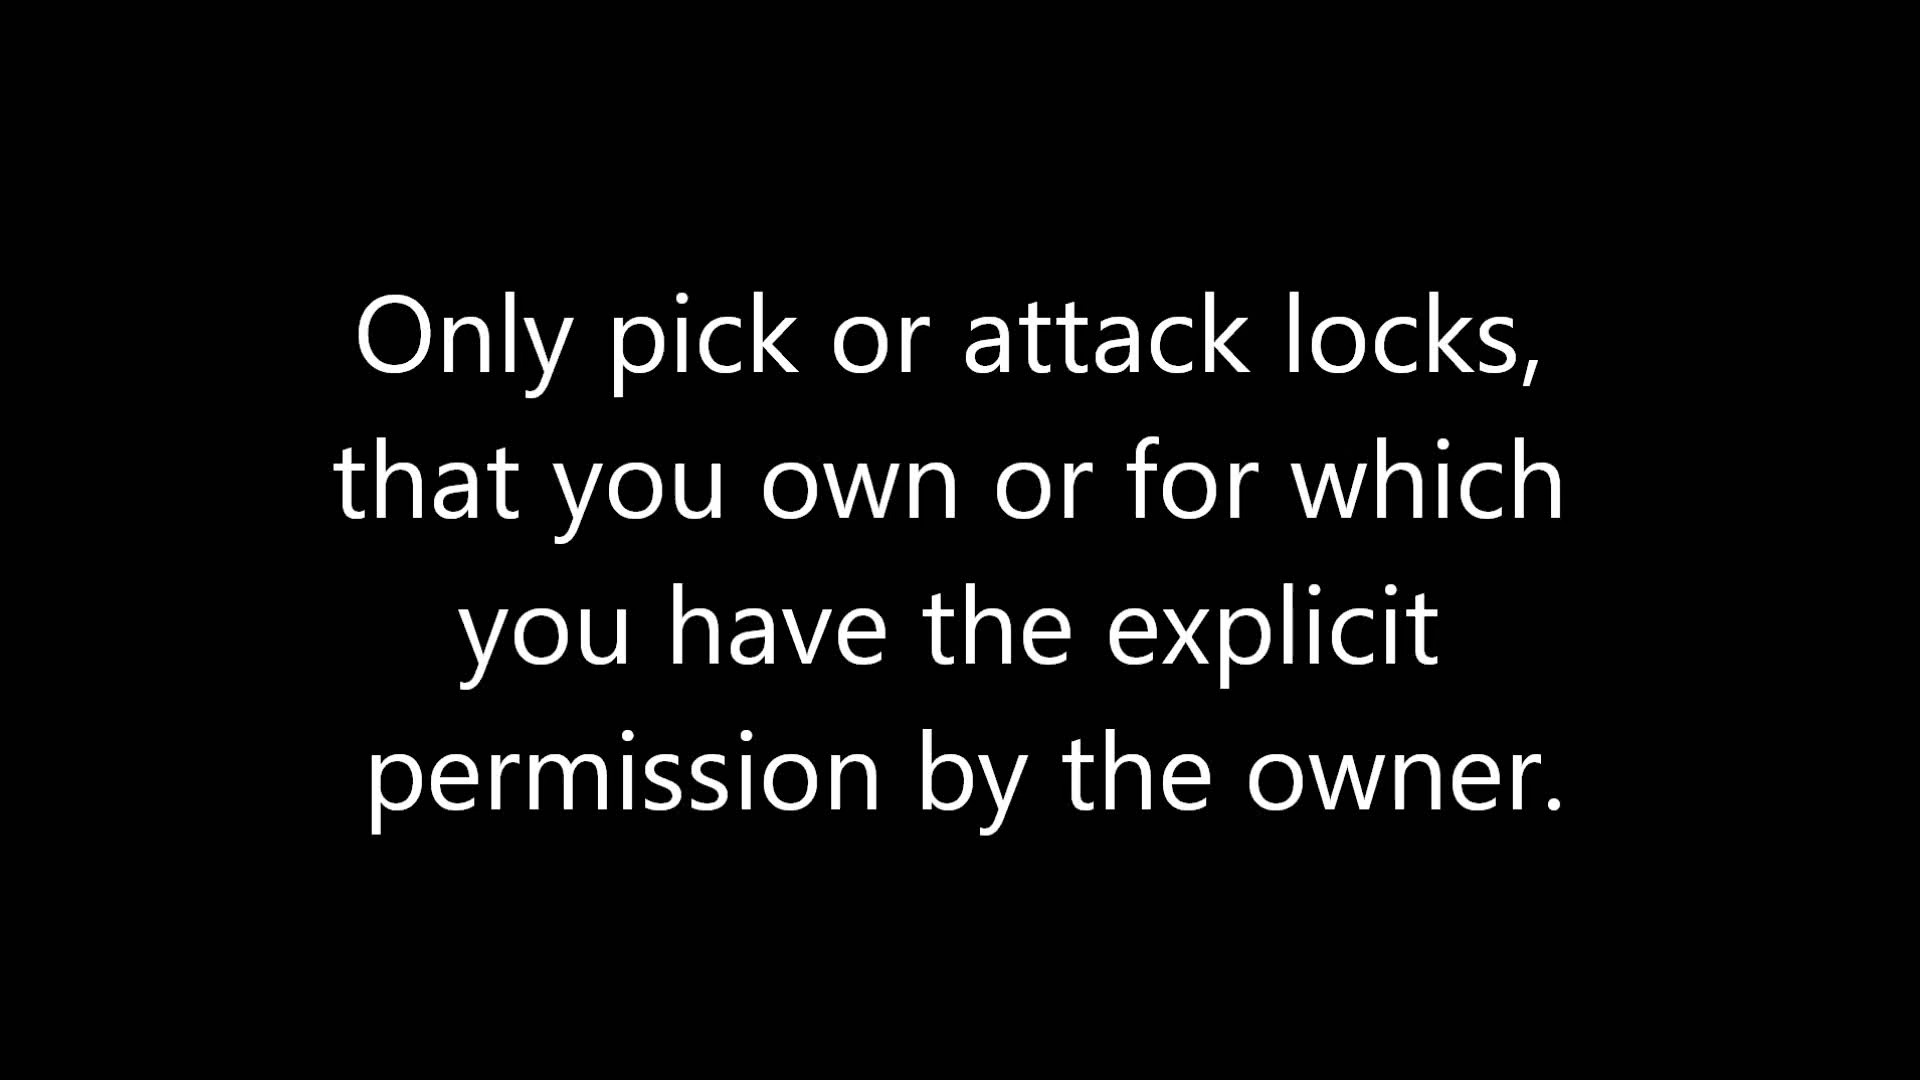 Only pick or attack locks,
that you own or for which
you have the explicit
permission by the owner.